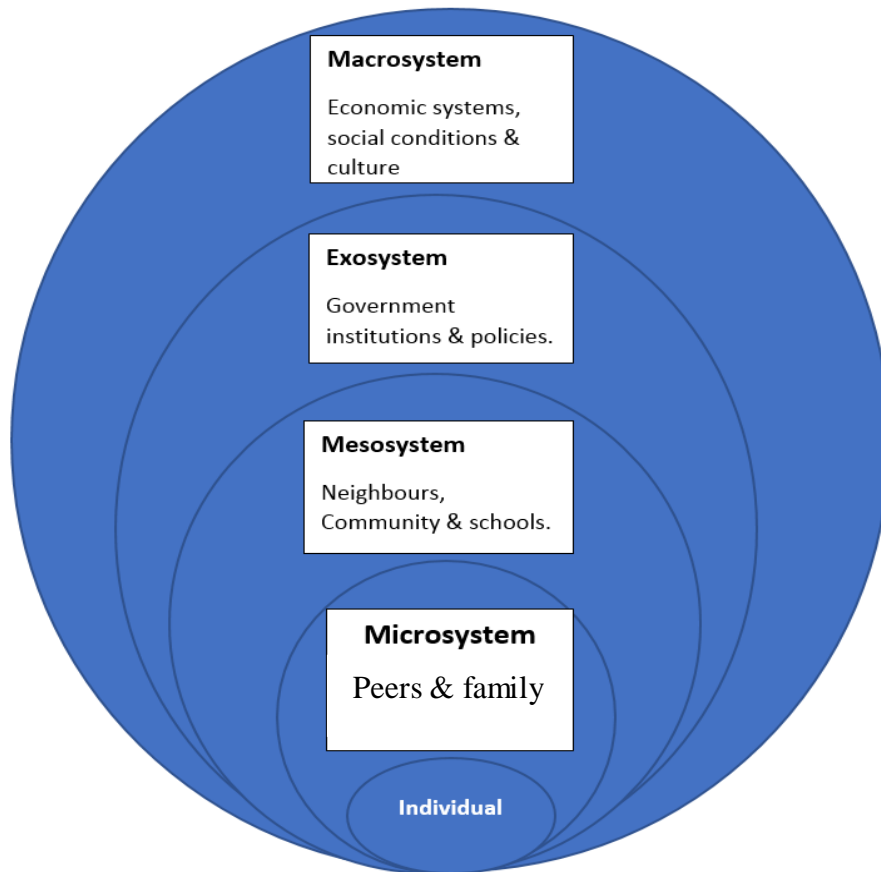 Macrosystem
Economic systems,
social conditions &
culture
Exosystem
Government
institutions & policies.
Mesosystem
Neighbours,
Community & schools.
Microsystem
Peers & family
Individual